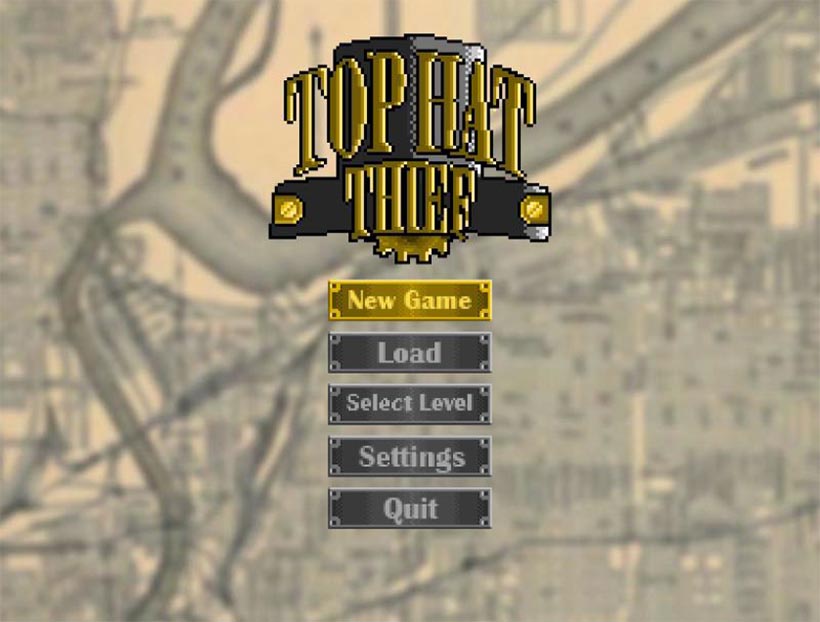 TOP HAT
THIEF
New Game
Load
Select Level
Settings
Quit